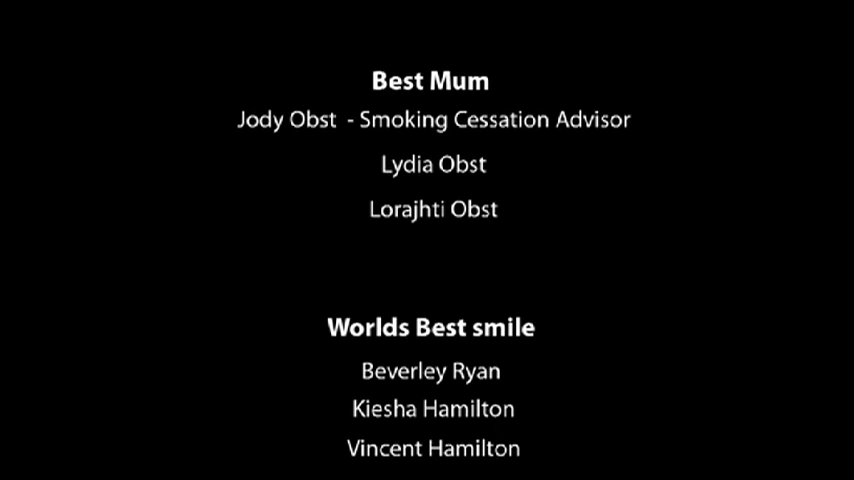 Best Mum
Jody Obst - Smoking Cessation Advisor
Lydia Obst
Lorajhti Obst
Worlds Best smile
Beverley Ryan
Kiesha Hamilton
Vincent Hamilton